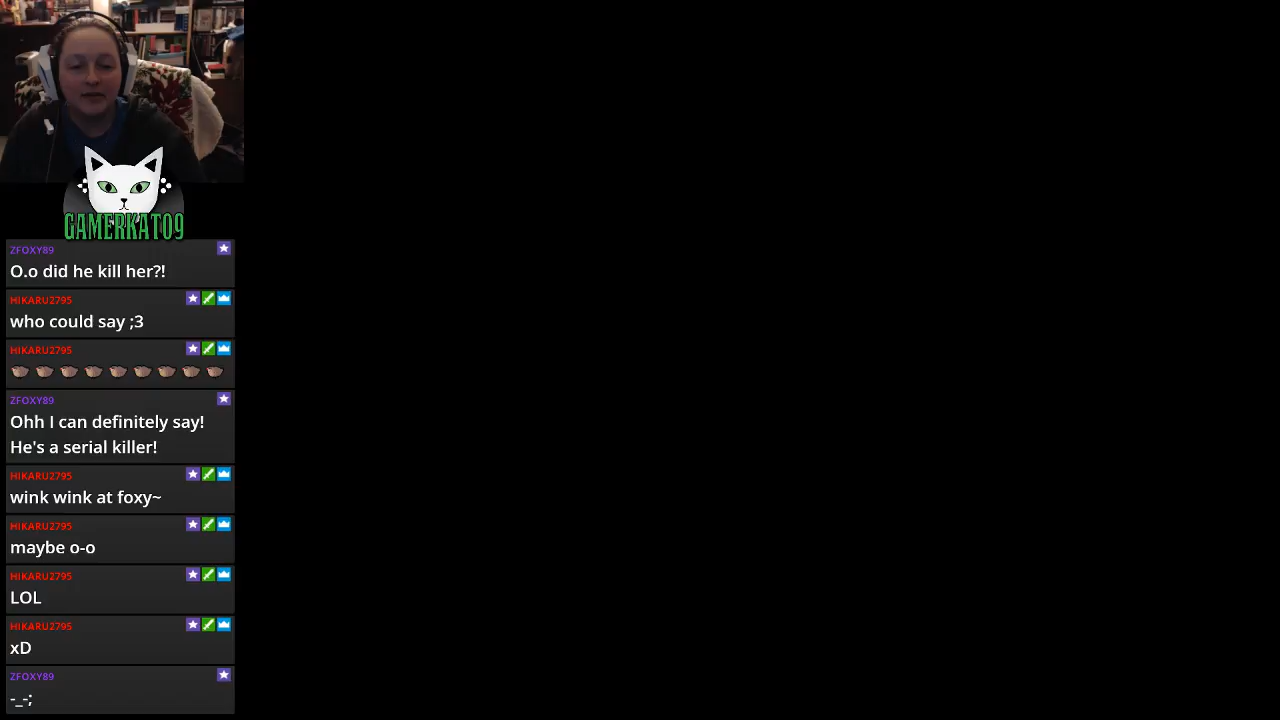 GAMERKAT09
ZFOXY89
O.o did he kill her?!
HIKARU2795
who could say ;3
HIKARU2795
ZFOXY89
Ohh I can definitely say!
He's a serial killer!
HIKARU2795
wink wink at foxy~
HIKARU2795
maybe o-o
HIKARU2795
LOL
HIKARU2795
xD
ZFOXY89
-_-;